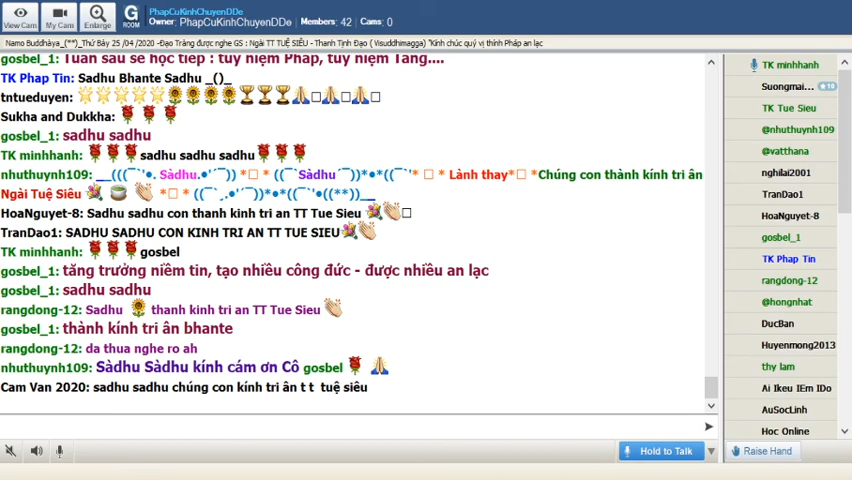 PhapCuKinhChuyenDDe
Owner: PhapCuKinhChuyenDDe Members: 42 Cams: 0
View Cam My Cam Enlarge G ROOM
Namo Buddhàya_(**)_Thứ Bảy 25 /04 /2020 -Đạo Tràng được nghe GS : Ngài TT TUỆ SIÊU - Thanh Tịnh Đạo ( Visuddhimagga) "Kính chúc quý vị thính Pháp an lạc
gosbel_1: Tuần sau sẽ học tiếp : tùy niệm Pháp, tùy niệm Tăng....
TK Phap Tin: Sadhu Bhante Sadhu _()_
tntueduyen:
Sukha and Dukkha:
gosbel_1: sadhu sadhu
TK minhhanh: sadhu sadhu sadhu
nhuthuynh109: __(((¯`'•. Sàdhu.•'´¯)) *□ * ((¯`Sàdhu´¯))*•*((¯`'* □ * Lành thay*□ *Chúng con thành kính tri ân
Ngài Tuệ Siêu *□ * ((¯`¸.•'´¯))*•*((¯`'•((**))__
HoaNguyet-8: Sadhu sadhu con thanh kinh tri an TT Tue Sieu
TranDao1: SADHU SADHU CON KINH TRI AN TT TUE SIEU
TK minhhanh: gosbel
gosbel_1: tăng trưởng niềm tin, tạo nhiều công đức - được nhiều an lạc
gosbel_1: sadhu sadhu
rangdong-12: Sadhu thanh kinh tri an TT Tue Sieu
gosbel_1: thành kính tri ân bhante
rangdong-12: da thua nghe ro ah
nhuthuynh109: Sàdhu Sàdhu kính cám ơn Cô gosbel
Cam Van 2020: sadhu sadhu chúng con kính tri ân t t tuệ siêu
Hold to Talk
TK minhhanh
Suongmai... 10
TK Tue Sieu
@nhuthuynh109
@vatthana
nghilai2001
TranDao1
HoaNguyet-8
gosbel_1
TK Phap Tin
rangdong-12
@hongnhat
DucBan
Huyenmong2013
thy lam
Ai Ikeu IErn IDo
AuSocLinh
Hoc Online
Raise Hand